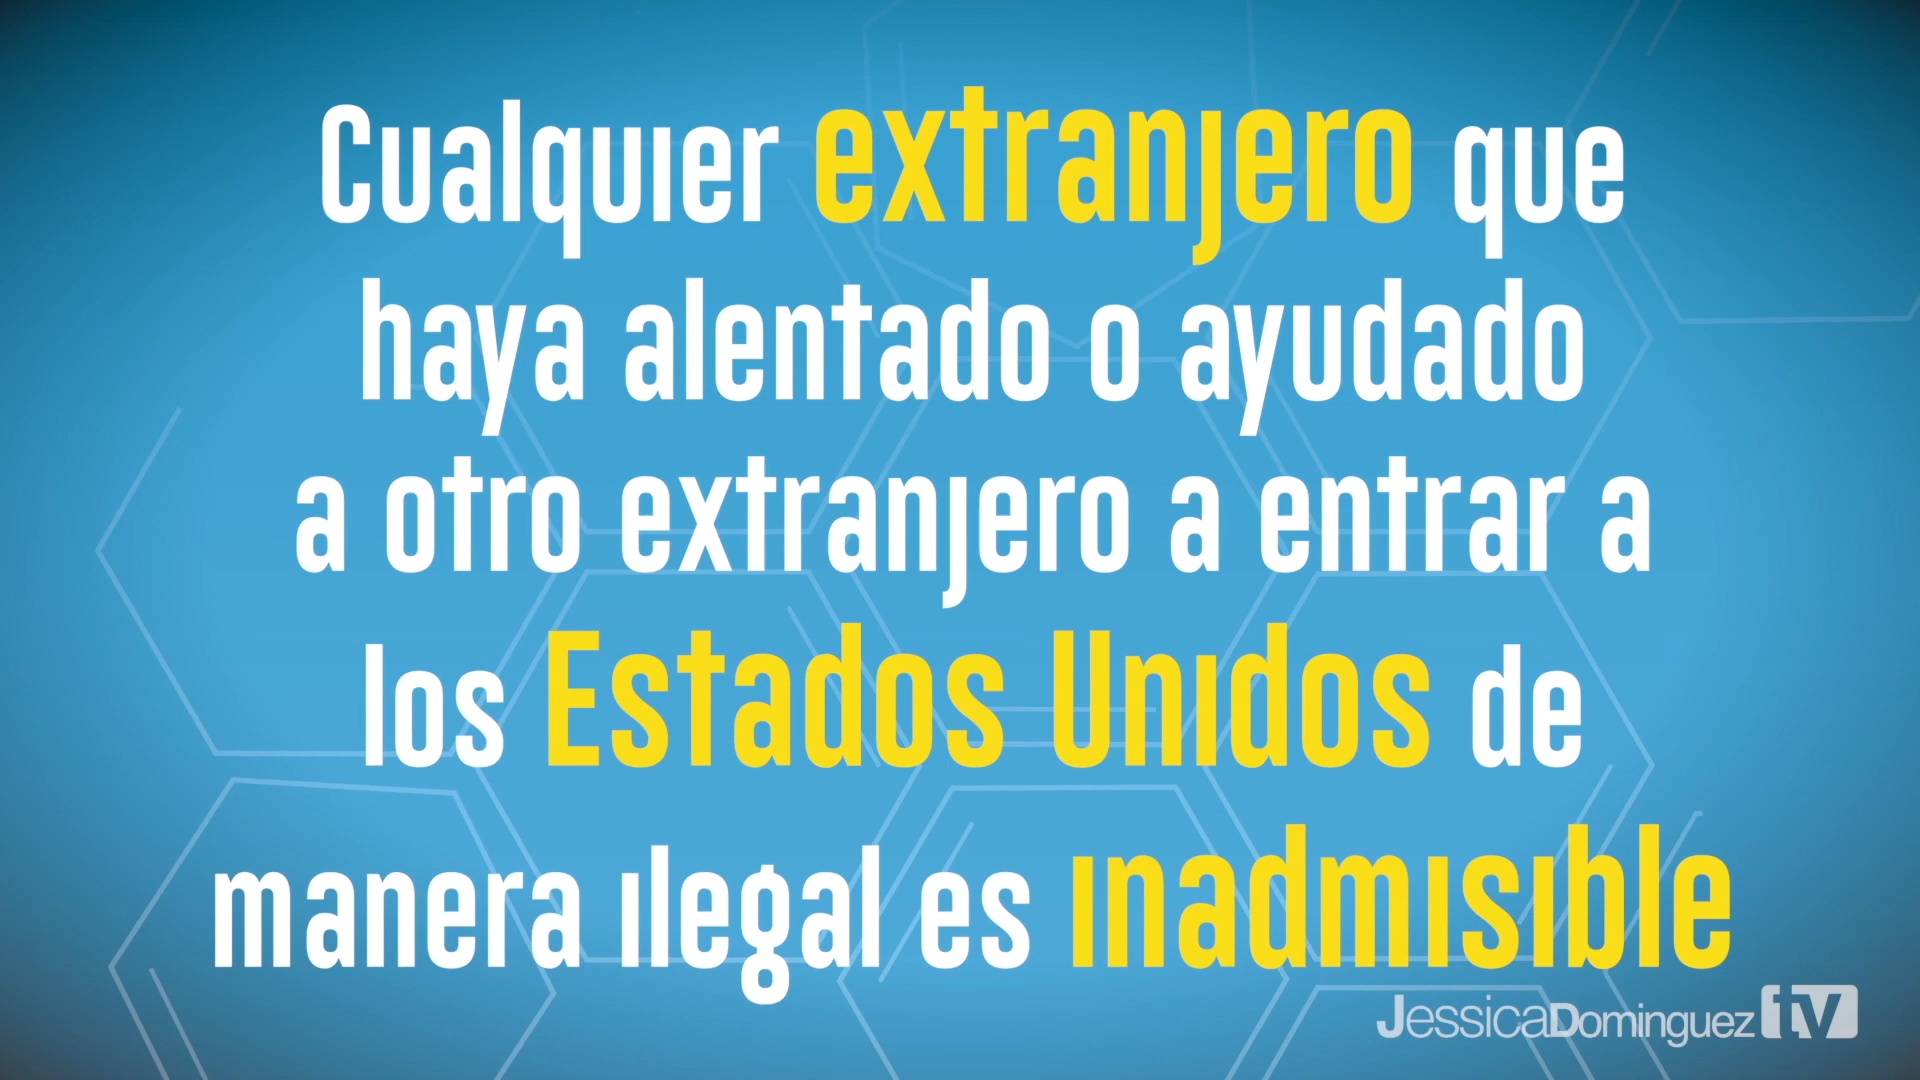 Cualquier extranjero que
haya alentado o ayudado
a otro extranjero a entrar a
los Estados Unidos de
manera ilegal es inadmisible
JessicaDominguez tv